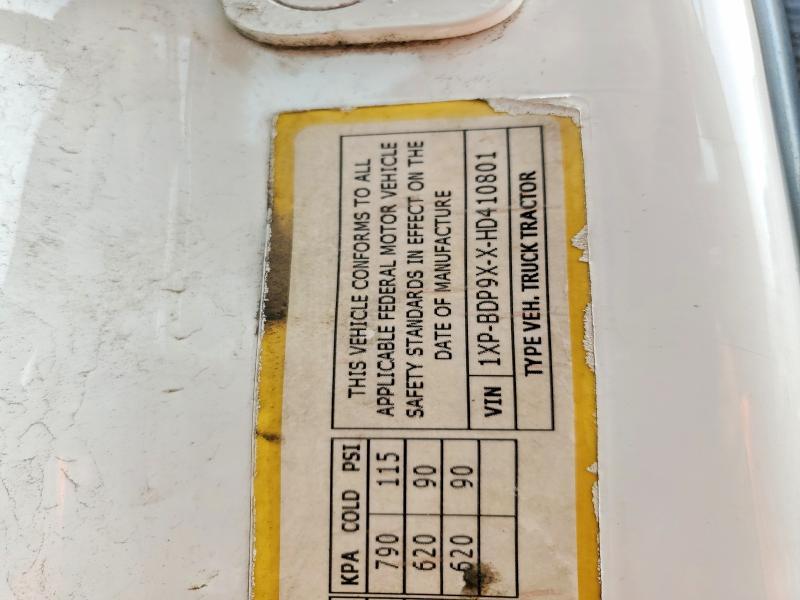 KPA COLD PSI
790 115
620 90
620 90
THIS VEHICLE CONFORMS TO ALL
APPLICABLE FEDERAL MOTOR VEHICLE
SAFETY STANDARDS IN EFFECT ON THE
DATE OF MANUFACTURE
VIN 1XP-BDP9X-X-HD410801
TYPE VEH. TRUCK TRACTOR